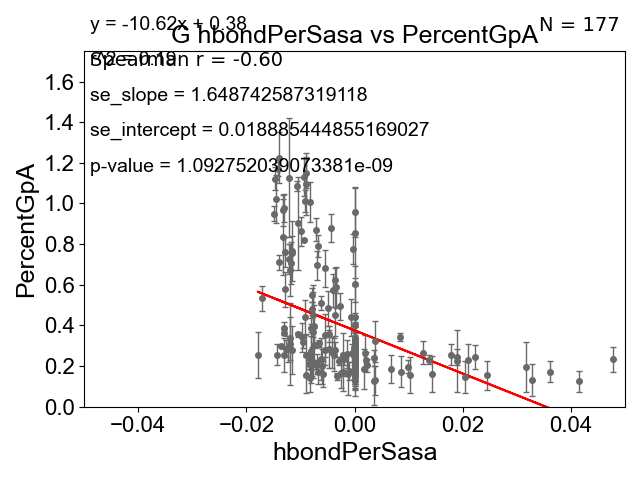 y = -10.62x + 0.38
N = 177
G hbondPerSasa vs PercentGpA
Spearman r = -0.60
se_slope = 1.648742587319118
se_intercept = 0.018885444855169027
p-value = 1.092752039073381e-09
PercentGpA
1.6
1.4
1.2
1.0
0.8
0.6
0.4
0.2
0.0
−0.04
−0.02
0.00
0.02
0.04
hbondPerSasa